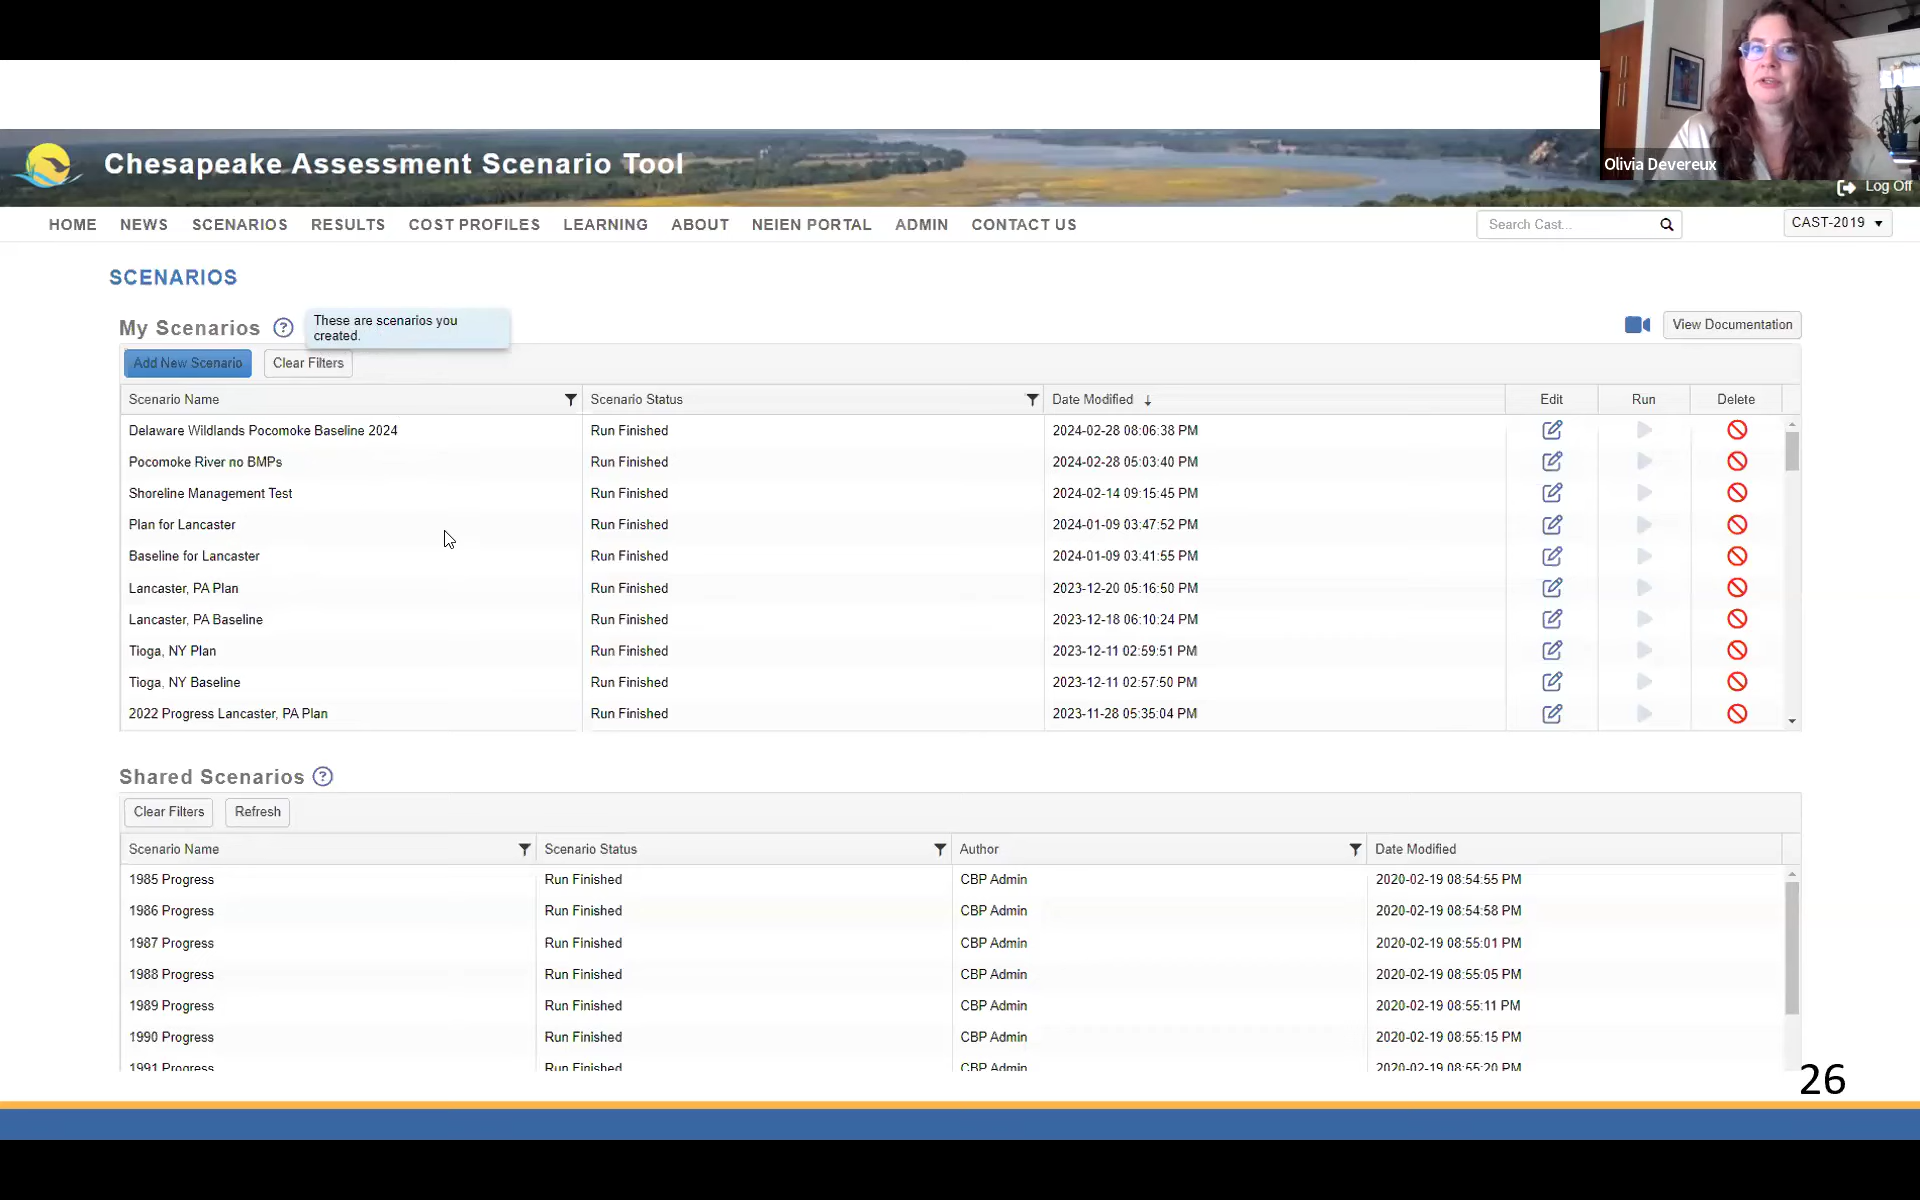 Olivia Devereux
Chesapeake Assessment Scenario Tool
Log Off
HOME NEWS SCENARIOS RESULTS COST PROFILES LEARNING ABOUT NEIEN PORTAL ADMIN CONTACT US Search Cast... CAST-2019
SCENARIOS
My Scenarios ? These are scenarios you
created.
View Documentation
Add New Scenario Clear Filters
Scenario Name Scenario Status Date Modified ↓ Edit Run Delete
Delaware Wildlands Pocomoke Baseline 2024 Run Finished 2024-02-28 08:06:38 PM
Pocomoke River no BMPs Run Finished 2024-02-28 05:03:40 PM
Shoreline Management Test Run Finished 2024-02-14 09:15:45 PM
Plan for Lancaster Run Finished 2024-01-09 03:47:52 PM
Baseline for Lancaster Run Finished 2024-01-09 03:41:55 PM
Lancaster, PA Plan Run Finished 2023-12-20 05:16:50 PM
Lancaster, PA Baseline Run Finished 2023-12-18 06:10:24 PM
Tioga, NY Plan Run Finished 2023-12-11 02:59:51 PM
Tioga, NY Baseline Run Finished 2023-12-11 02:57:50 PM
2022 Progress Lancaster, PA Plan Run Finished 2023-11-28 05:35:04 PM
Shared Scenarios ?
Clear Filters Refresh
Scenario Name Scenario Status Author Date Modified
1985 Progress Run Finished CBP Admin 2020-02-19 08:54:55 PM
1986 Progress Run Finished CBP Admin 2020-02-19 08:54:58 PM
1987 Progress Run Finished CBP Admin 2020-02-19 08:55:01 PM
1988 Progress Run Finished CBP Admin 2020-02-19 08:55:05 PM
1989 Progress Run Finished CBP Admin 2020-02-19 08:55:11 PM
1990 Progress Run Finished CBP Admin 2020-02-19 08:55:15 PM
1991 Progress Run Finished CBP Admin 2020-02-19 08:55:20 PM
26